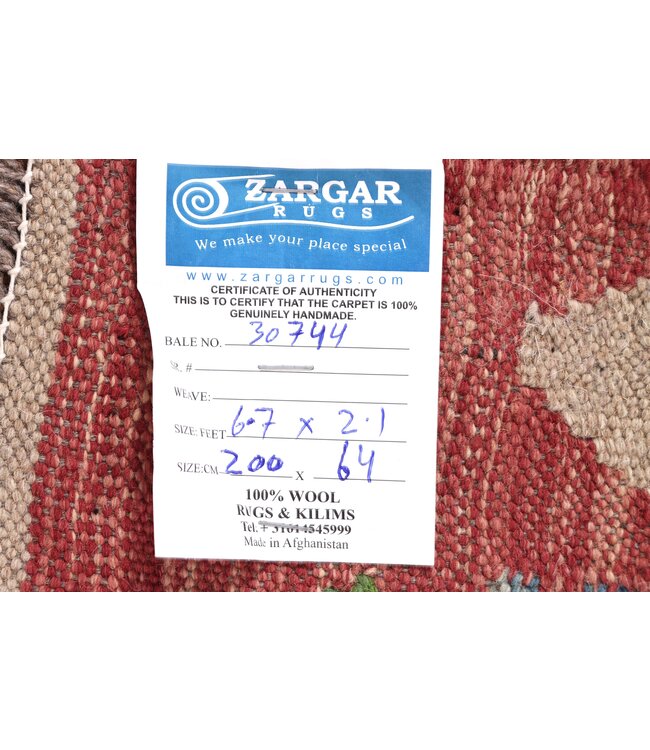 ZARGAR
RUGS
We make your place special
www.zargarrugs.com
CERTIFICATE OF AUTHENTICITY
THIS IS TO CERTIFY THAT THE CARPET IS 100%
GENUINELY HANDMADE.
BALE NO. 30744
SR. #
WEAVE:
SIZE: FEET 6.7 x 2.1
SIZE:CM 200 X 64
100% WOOL
RUGS & KILIMS
Tel.+ 31614545999
Made in Afghanistan